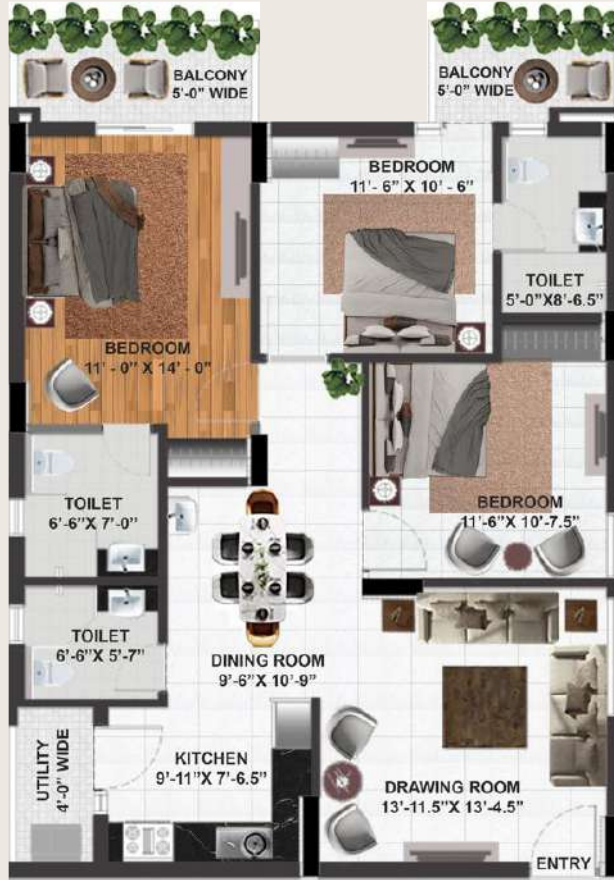 BALCONY
5'-0" WIDE
BALCONY
5'-0" WIDE
BEDROOM
11'- 6" X 10' - 6"
TOILET
5'-0"X8'-6.5"
BEDROOM
11' - 0" X 14' - 0"
TOILET
6'-6"X 7'-0"
BEDROOM
11'-6"X 10'-7.5"
TOILET
6'-6"X 5'-7"
DINING ROOM
9'-6"X 10'-9"
UTILITY
4'-0" WIDE
KITCHEN
9'-11"X 7'-6.5"
DRAWING ROOM
13'-11.5"X 13'-4.5"
ENTRY